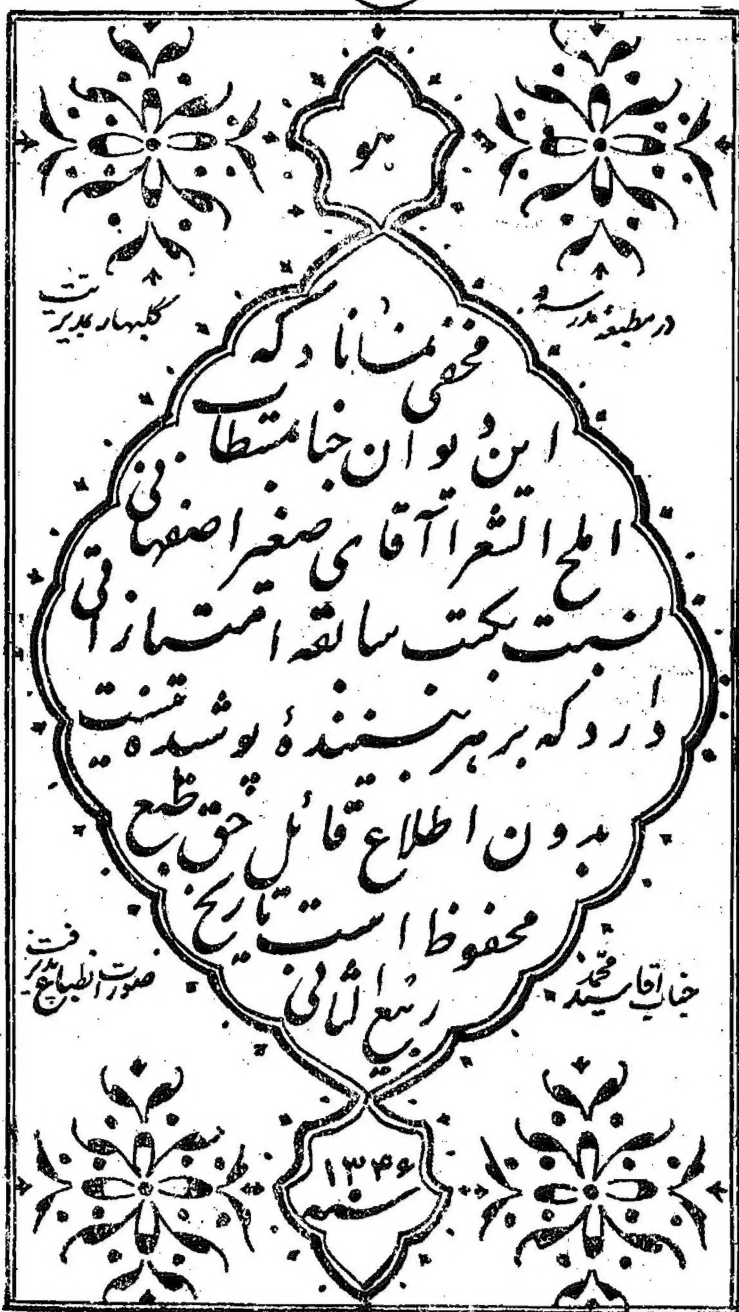 هو
در مطبعهٔ مدرسهٔ
گلبهار بمدیریت
مخفی نماناد که
این دیوان جناب مستطاب
املح الشعرا آقای صغیر اصفهانی
نسبت بکتب سابقه امتیازاتی
دارد که بر هر بینندهٔ پوشیده نیست
بدون اطلاع قائل حق طبع
محفوظ است تاریخ
ربیع الثانی
جناب آقا سید محمد
صورت انطباع پذیرفت
سنه ۱۳۴۶